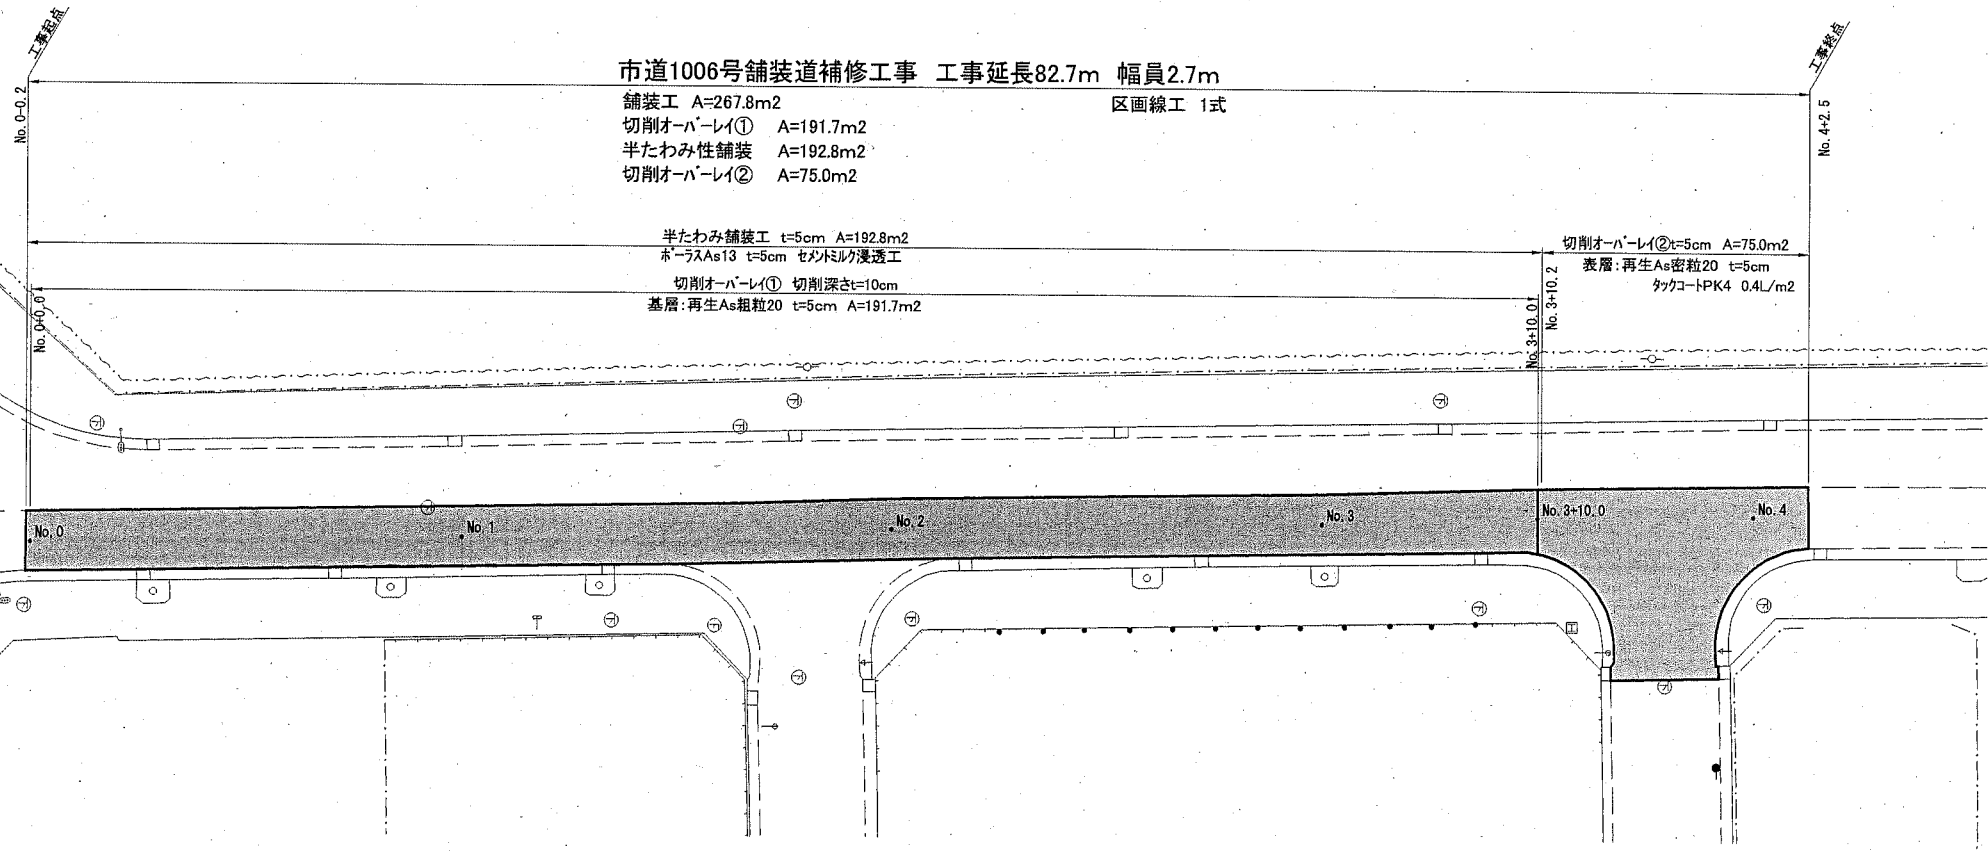 工事起点
工事終点
市道1006号舗装道補修工事 工事延長82.7m 幅員2.7m
舗装工 A=267.8m2
区画線工 1式
切削オーバーレイ① A=191.7m2
半たわみ性舗装 A=192.8m2
切削オーバーレイ② A=75.0m2
No.0-0.2
No.4+2.5
半たわみ舗装工 t=5cm A=192.8m2
ポーラスAs13 t=5cm セメントミルク浸透工
切削オーバーレイ②t=5cm A=75.0m2
表層:再生As密粒20 t=5cm
タックコートPK4 0.4L/m2
切削オーバーレイ① 切削深さt=10cm
基層:再生As粗粒20 t=5cm A=191.7m2
No.0+0.0
No.3+10.0
No.3+10.2
No.0
No.1
No.2
No.3
No.3+10.0
No.4